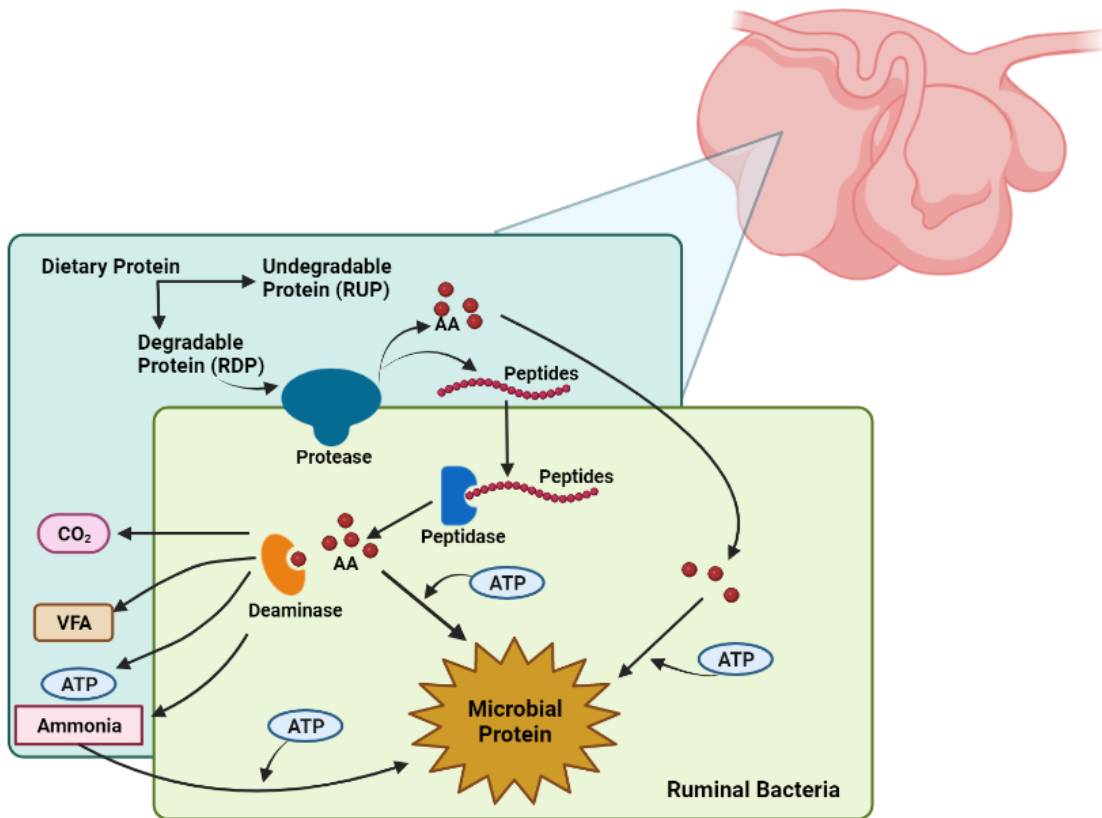 Dietary Protein
Undegradable
Protein (RUP)
AA
Degradable
Protein (RDP)
Peptides
Protease
Peptides
Peptidase
CO₂
AA
ATP
Deaminase
VFA
ATP
ATP
Ammonia
ATP
Microbial
Protein
Ruminal Bacteria